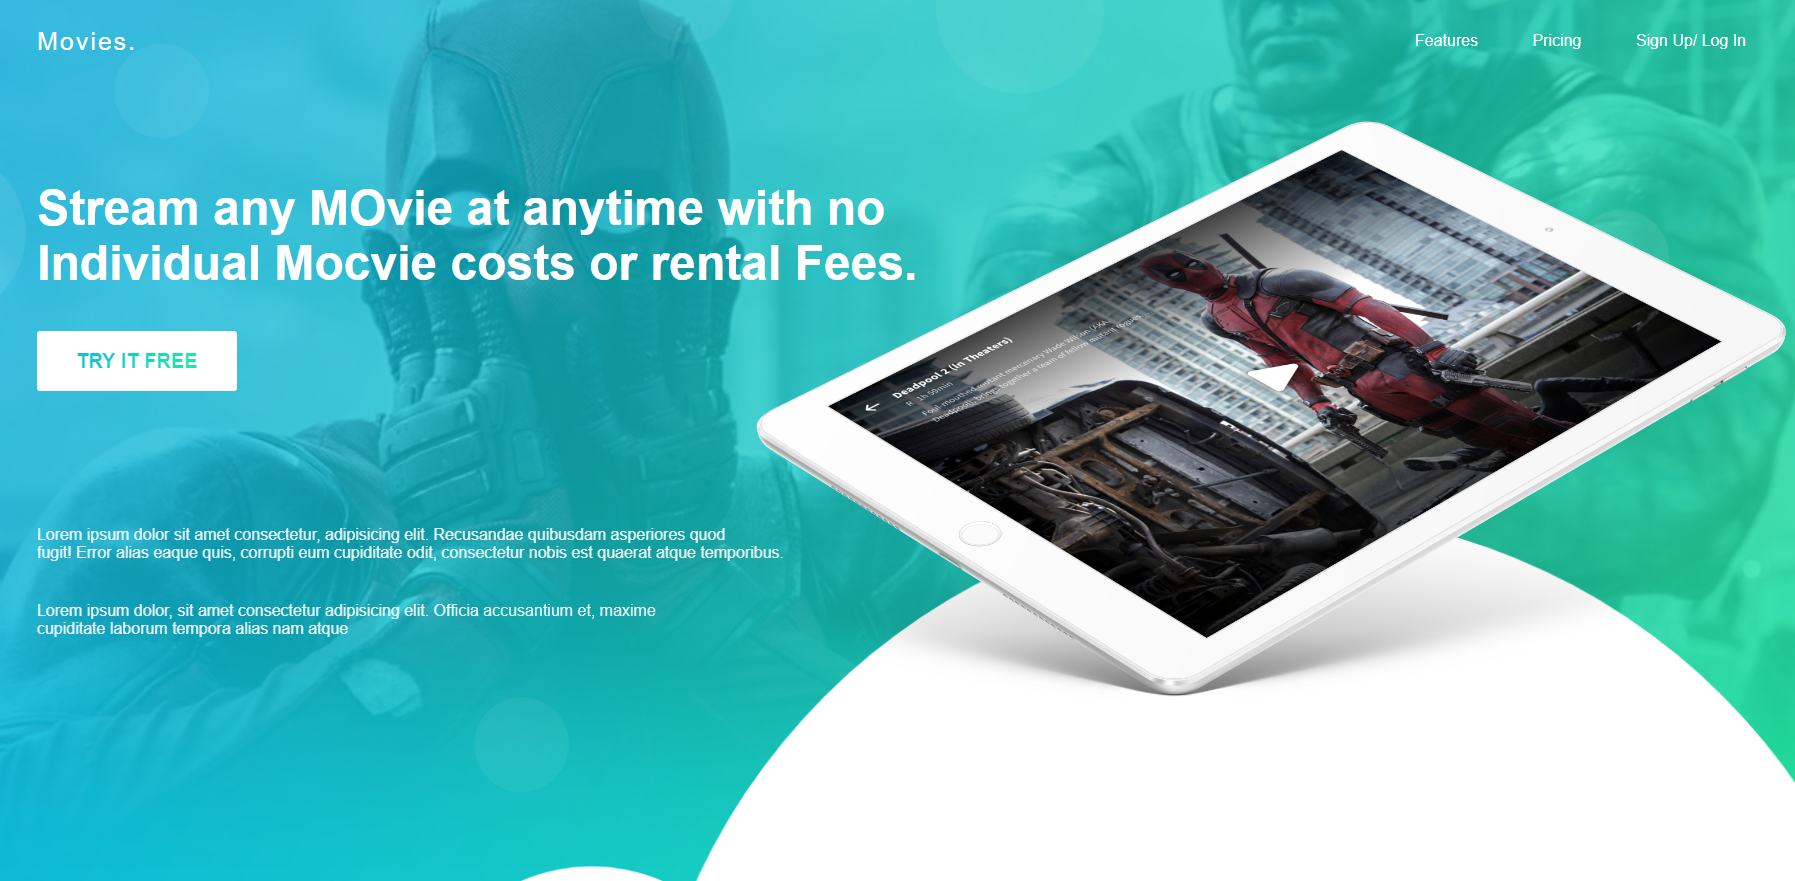 Movies.
Features
Pricing
Sign Up/ Log In
Stream any MOvie at anytime with no
Individual Mocvie costs or rental Fees.
TRY IT FREE
Deadpool 2 (In Theaters)
R 1h 59min
Foul-mouthed mutant mercenary Wade Wilson (AKA
Deadpool), brings together a team of fellow mutant rogues
Lorem ipsum dolor sit amet consectetur, adipisicing elit. Recusandae quibusdam asperiores quod
fugit! Error alias eaque quis, corrupti eum cupiditate odit, consectetur nobis est quaerat atque temporibus.
Lorem ipsum dolor, sit amet consectetur adipisicing elit. Officia accusantium et, maxime
cupiditate laborum tempora alias nam atque